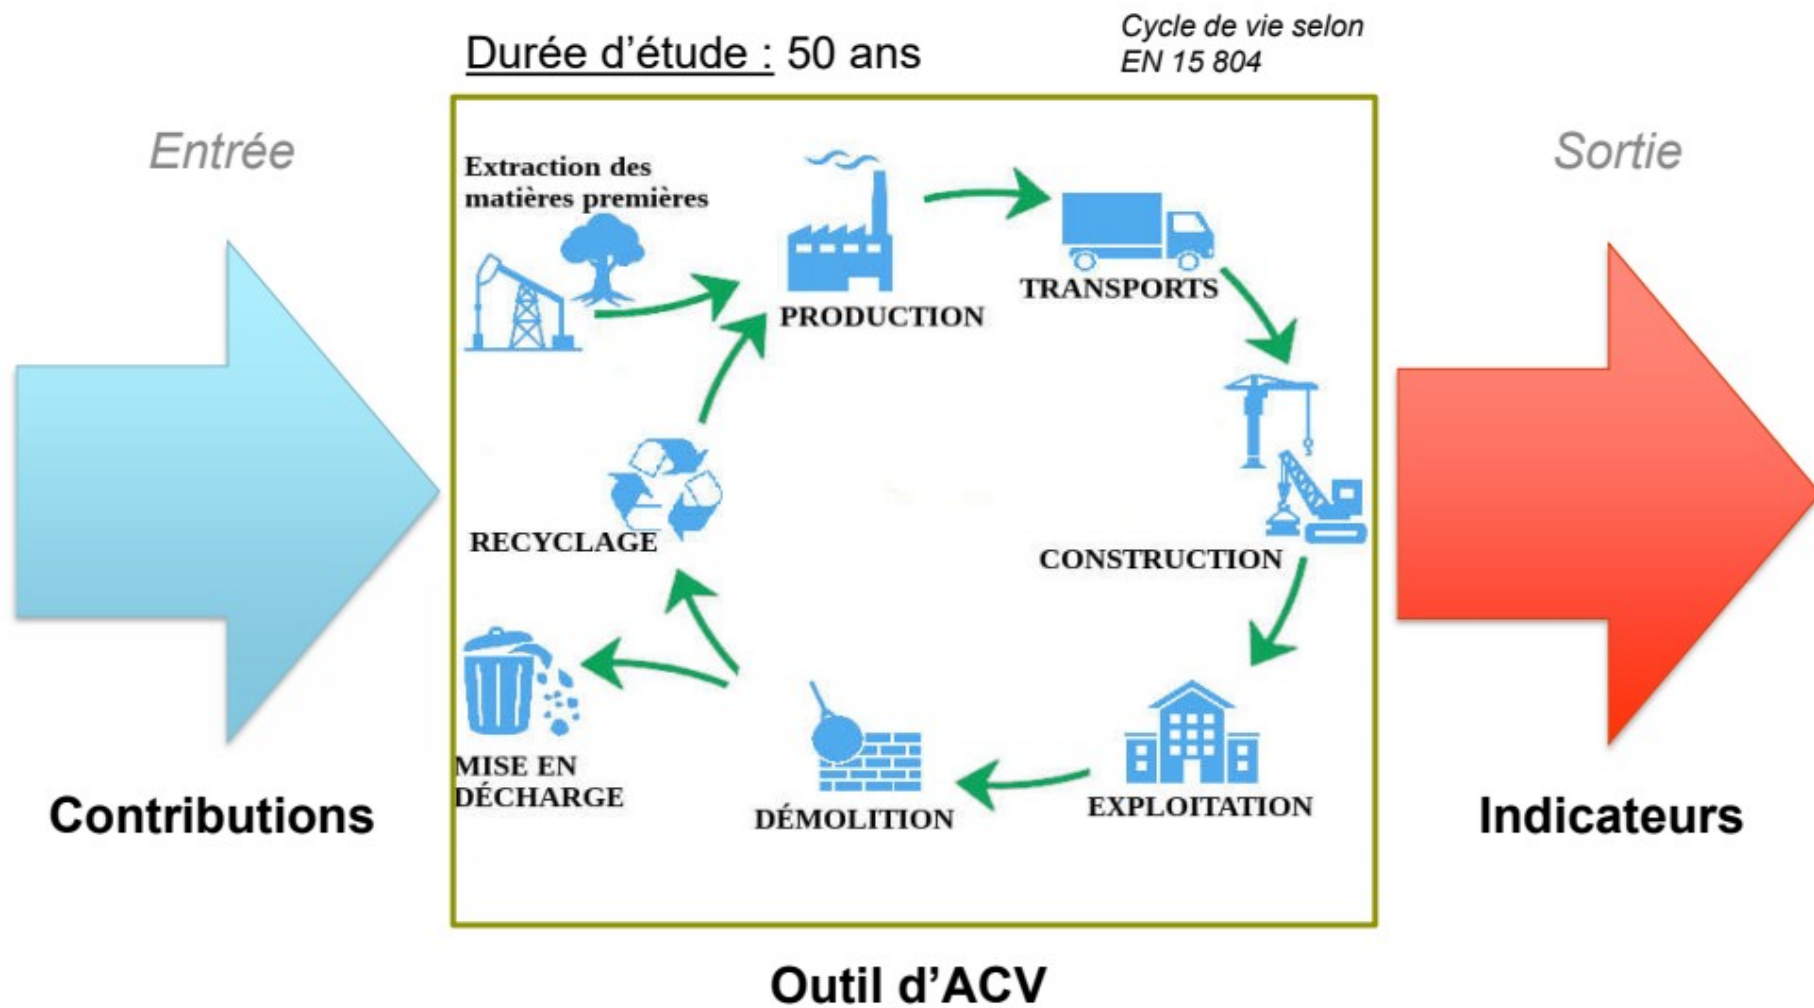 Durée d’étude : 50 ans
Cycle de vie selon
EN 15 804
Entrée
Sortie
Extraction des
matières premières
PRODUCTION
TRANSPORTS
RECYCLAGE
CONSTRUCTION
MISE EN
DÉCHARGE
DÉMOLITION
EXPLOITATION
Contributions
Indicateurs
Outil d’ACV